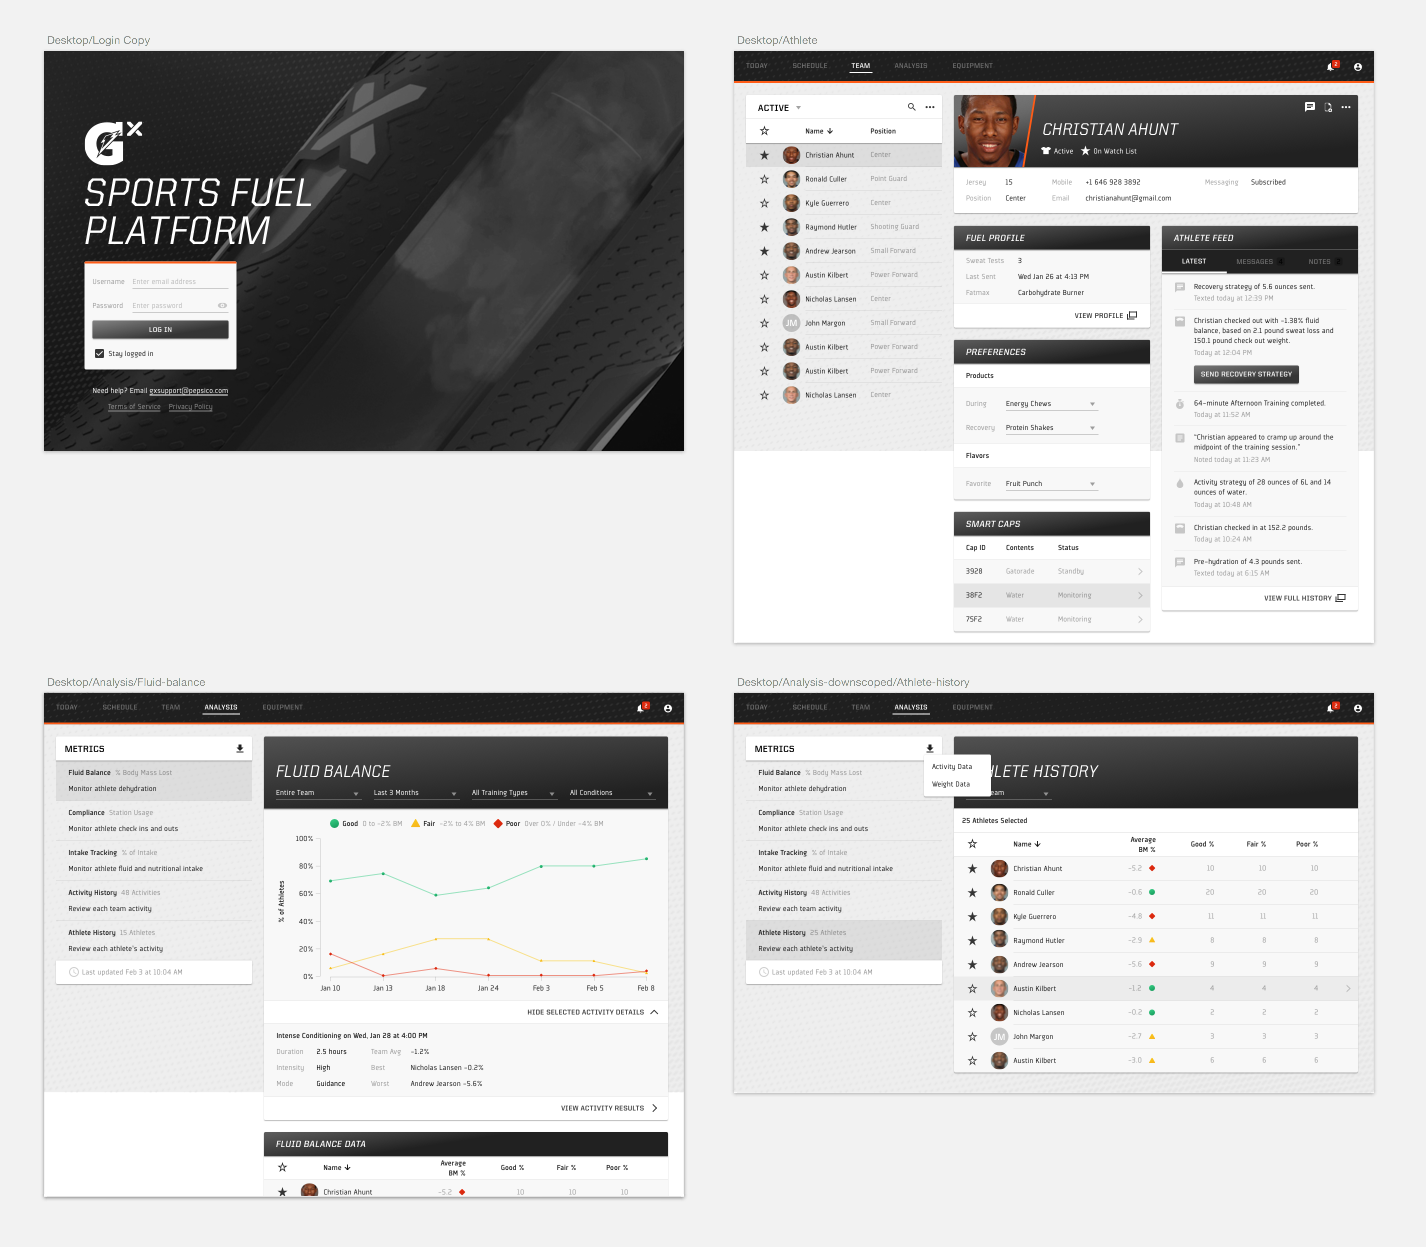 Desktop/Login Copy
G x
SPORTS FUEL
PLATFORM
Username Enter email address
Password Enter password
LOG IN
Stay logged in
Need help? Email gxsupport@pepsico.com
Terms of Service Privacy Policy
Desktop/Athlete
TODAY SCHEDULE TEAM ANALYSIS EQUIPMENT 2
ACTIVE
Name Position
Christian Ahunt Center
Ronald Culler Point Guard
Kyle Guerrero Center
Raymond Hutler Shooting Guard
Andrew Jearson Small Forward
Austin Kilbert Power Forward
Nicholas Lansen Center
JM John Margon Small Forward
Austin Kilbert Power Forward
Austin Kilbert Power Forward
Nicholas Lansen Center
CHRISTIAN AHUNT
Active On Watch List
Jersey 15 Mobile +1 646 928 3892 Messaging Subscribed
Position Center Email christianahunt@gmail.com
FUEL PROFILE
Sweat Tests 3
Last Sent Wed Jan 26 at 4:13 PM
Fatmax Carbohydrate Burner
VIEW PROFILE
PREFERENCES
Products
During Energy Chews
Recovery Protein Shakes
Flavors
Favorite Fruit Punch
SMART CAPS
Cap ID Contents Status
3928 Gatorade Standby
38F2 Water Monitoring
75F2 Water Monitoring
ATHLETE FEED
LATEST MESSAGES NOTES
Recovery strategy of 5.6 ounces sent.
Texted today at 12:39 PM
Christian checked out with -1.38% fluid
balance, based on 2.1 pound sweat loss and
150.1 pound check out weight.
Today at 12:04 PM
SEND RECOVERY STRATEGY
64-minute Afternoon Training completed.
Today at 11:52 AM
"Christian appeared to cramp up around the
midpoint of the training session."
Noted today at 11:23 AM
Activity strategy of 28 ounces of GL and 14
ounces of water.
Today at 10:48 AM
Christian checked in at 152.2 pounds.
Today at 10:24 AM
Pre-hydration of 4.3 pounds sent.
Texted today at 6:15 AM
VIEW FULL HISTORY
Desktop/Analysis/Fluid-balance
TODAY SCHEDULE TEAM ANALYSIS EQUIPMENT 2
METRICS
Fluid Balance % Body Mass Lost
Monitor athlete dehydration
Compliance Station Usage
Monitor athlete check ins and outs
Intake Tracking % of Intake
Monitor athlete fluid and nutritional intake
Activity History 48 Activities
Review each team activity
Athlete History 15 Athletes
Review each athlete's activity
Last updated Feb 3 at 10:04 AM
FLUID BALANCE
Entire Team Last 3 Months All Training Types All Conditions
Good 0 to -2% BM Fair -2% to 4% BM Poor Over 0% / Under -4% BM
100%
80%
60%
40%
20%
0%
% of Athletes
Jan 10 Jan 13 Jan 18 Jan 24 Feb 3 Feb 5 Feb 8
HIDE SELECTED ACTIVITY DETAILS
Intense Conditioning on Wed, Jan 28 at 4:00 PM
Duration 2.5 hours Team Avg -1.2%
Intensity High Best Nicholas Lansen -0.2%
Mode Guidance Worst Andrew Jearson -5.6%
VIEW ACTIVITY RESULTS
FLUID BALANCE DATA
Name Average BM % Good % Fair % Poor %
Christian Ahunt -5.2 10 10 10
Desktop/Analysis-downscoped/Athlete-history
TODAY SCHEDULE TEAM ANALYSIS EQUIPMENT 2
METRICS
Activity Data
Weight Data
Fluid Balance % Body Mass Lost
Monitor athlete dehydration
Compliance Station Usage
Monitor athlete check ins and outs
Intake Tracking % of Intake
Monitor athlete fluid and nutritional intake
Activity History 48 Activities
Review each team activity
Athlete History 25 Athletes
Review each athlete's activity
Last updated Feb 3 at 10:04 AM
HLETE HISTORY
eam
25 Athletes Selected
Name Average BM % Good % Fair % Poor %
Christian Ahunt -5.2 10 10 10
Ronald Culler -0.6 20 20 20
Kyle Guerrero -4.8 11 11 11
Raymond Hutler -2.9 8 8 8
Andrew Jearson -5.6 9 9 9
Austin Kilbert -1.2 4 4 4
Nicholas Lansen -0.2 2 2 2
JM John Margon -2.7 3 3 3
Austin Kilbert -3.0 6 6 6